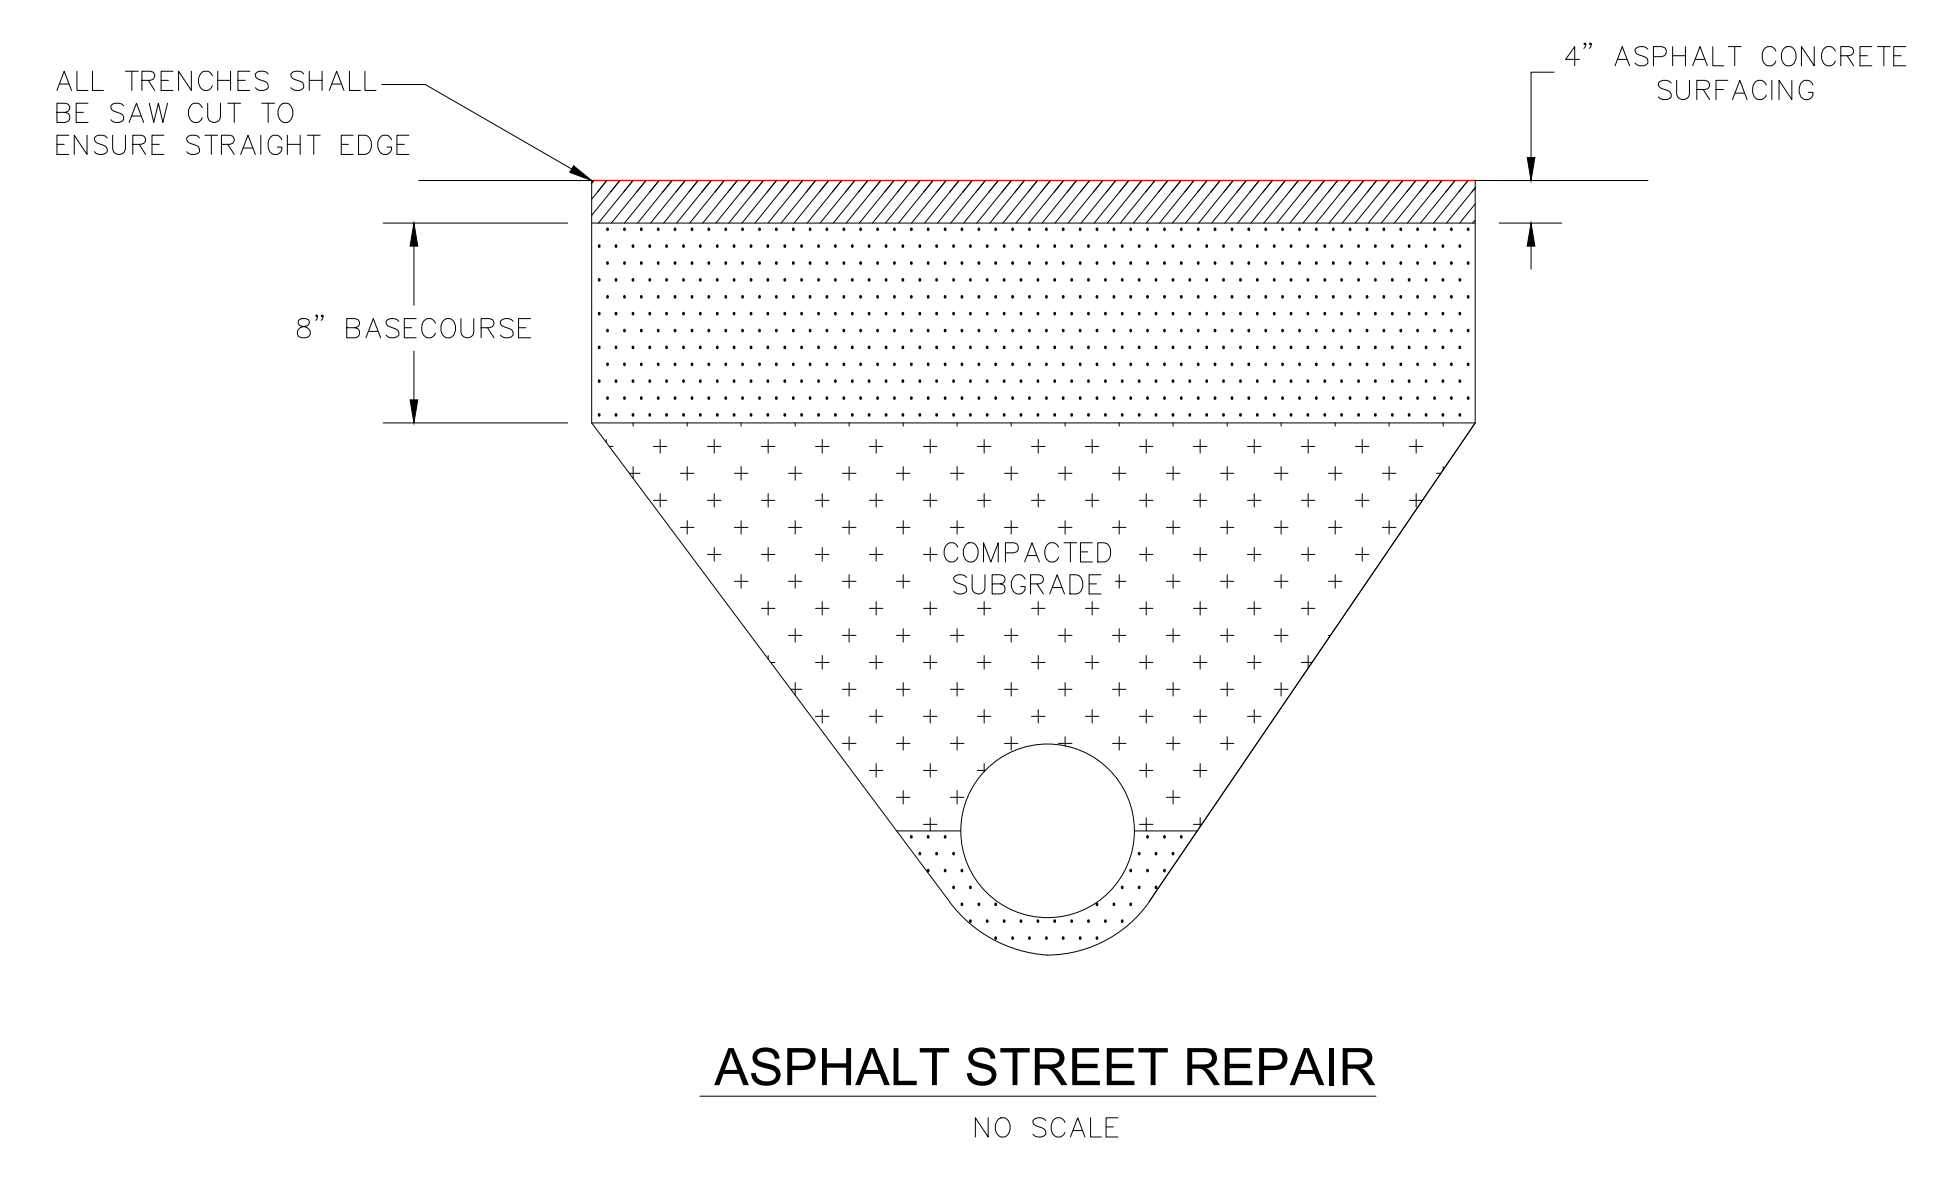 ALL TRENCHES SHALL
BE SAW CUT TO
ENSURE STRAIGHT EDGE
4” ASPHALT CONCRETE
SURFACING
8” BASECOURSE
COMPACTED
SUBGRADE
ASPHALT STREET REPAIR
NO SCALE